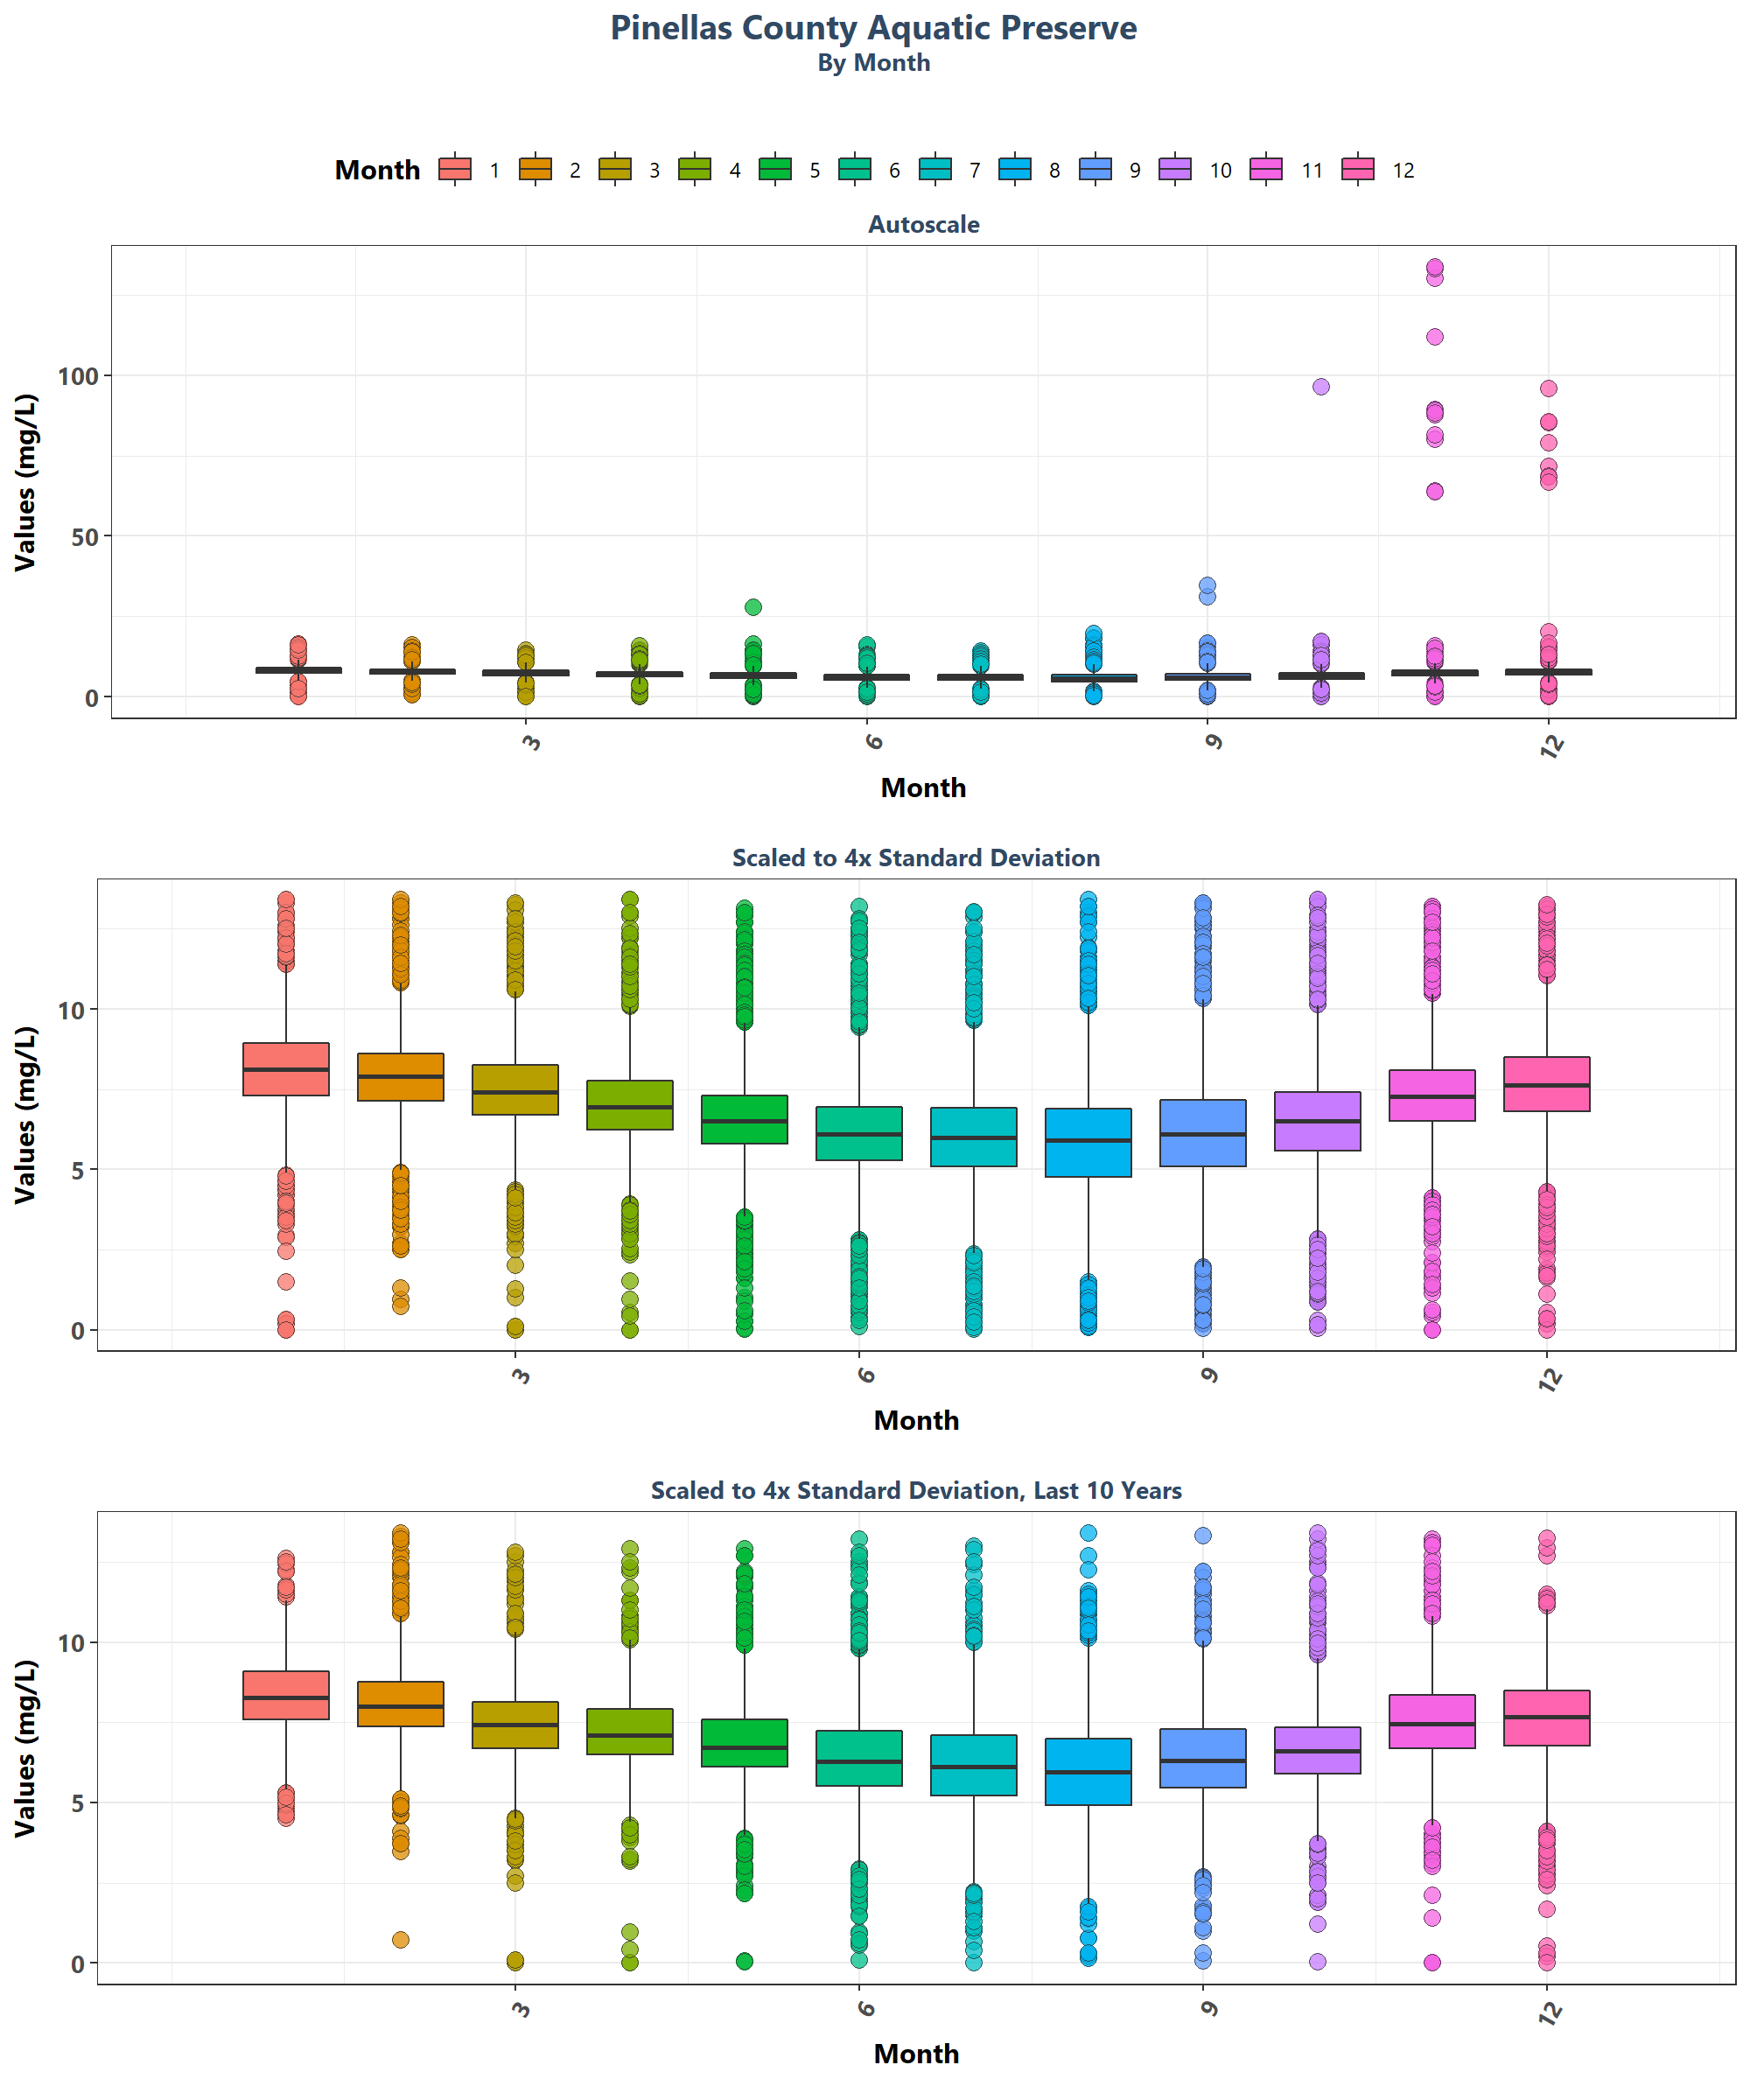 Pinellas County Aquatic Preserve
By Month
Month 1 2 3 4 5 6 7 8 9 10 11 12
Autoscale
Values (mg/L)
100
50
0
3 6 9 12
Month
Scaled to 4x Standard Deviation
Values (mg/L)
10
5
0
3 6 9 12
Month
Scaled to 4x Standard Deviation, Last 10 Years
Values (mg/L)
10
5
0
3 6 9 12
Month